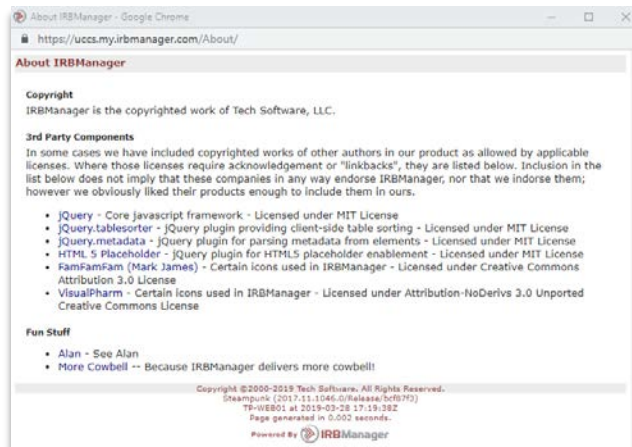 About IRBManager - Google Chrome
https://uccs.my.irbmanager.com/About/
About IRBManager
Copyright
IRBManager is the copyrighted work of Tech Software, LLC.
3rd Party Components
In some cases we have included copyrighted works of other authors in our product as allowed by applicable
licenses. Where those licenses require acknowledgement or "linkbacks", they are listed below. Inclusion in the
list below does not imply that these companies in any way endorse IRBManager, nor that we indorse them;
however we obviously liked their products enough to include them in ours.
• jQuery - Core javascript framework - Licensed under MIT License
• jQuery.tablesorter - jQuery plugin providing client-side table sorting - Licensed under MIT License
• jQuery.metadata - jQuery plugin for parsing metadata from elements - Licensed under MIT License
• HTML 5 Placeholder - jQuery plugin for HTML5 placeholder enablement - Licensed under MIT License
• FamFamFam (Mark James) - Certain icons used in IRBManager - Licensed under Creative Commons
Attribution 3.0 License
• VisualPharm - Certain icons used in IRBManager - Licensed under Attribution-NoDerivs 3.0 Unported
Creative Commons License
Fun Stuff
• Alan - See Alan
• More Cowbell -- Because IRBManager delivers more cowbell!
Copyright ©2000-2019 Tech Software. All Rights Reserved.
Steampunk (2017.11.1046.0/Release/bcf87f3)
TP-WEB01 at 2019-03-28 17:19:38Z
Page generated in 0.002 seconds.
Powered By IRBManager